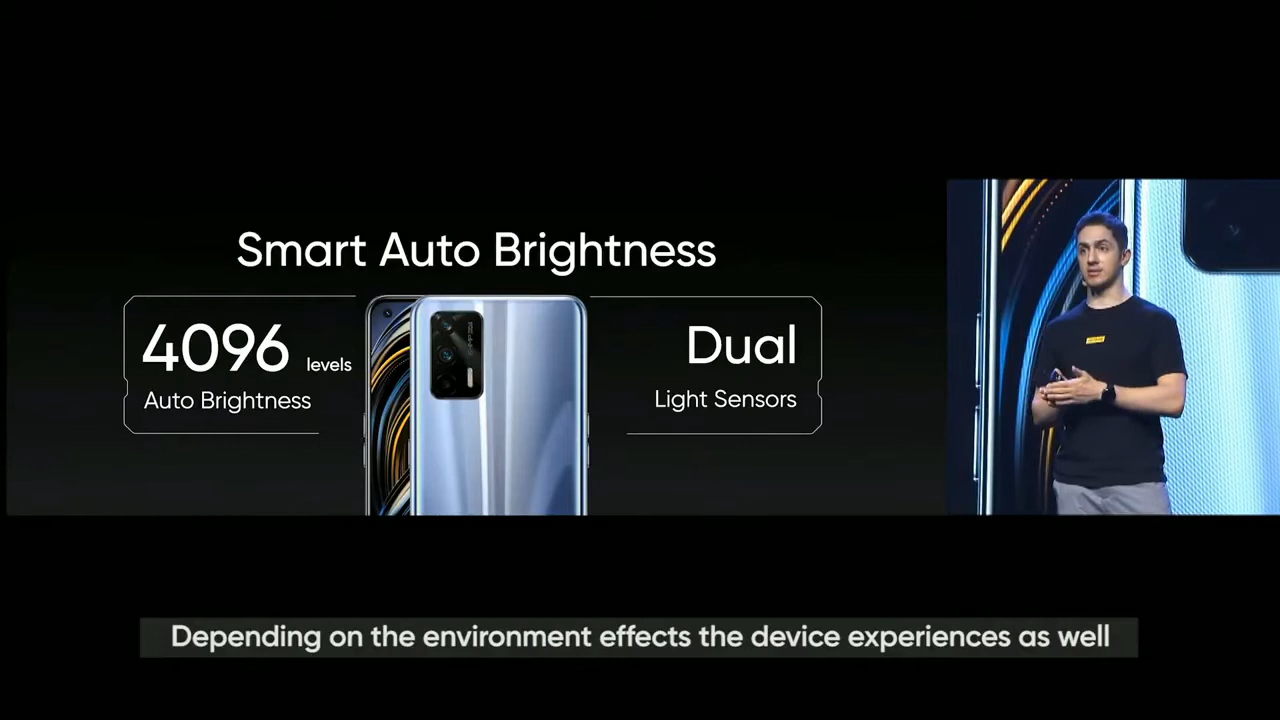 Smart Auto Brightness
4096 levels
Auto Brightness
Dual
Light Sensors
Depending on the environment effects the device experiences as well